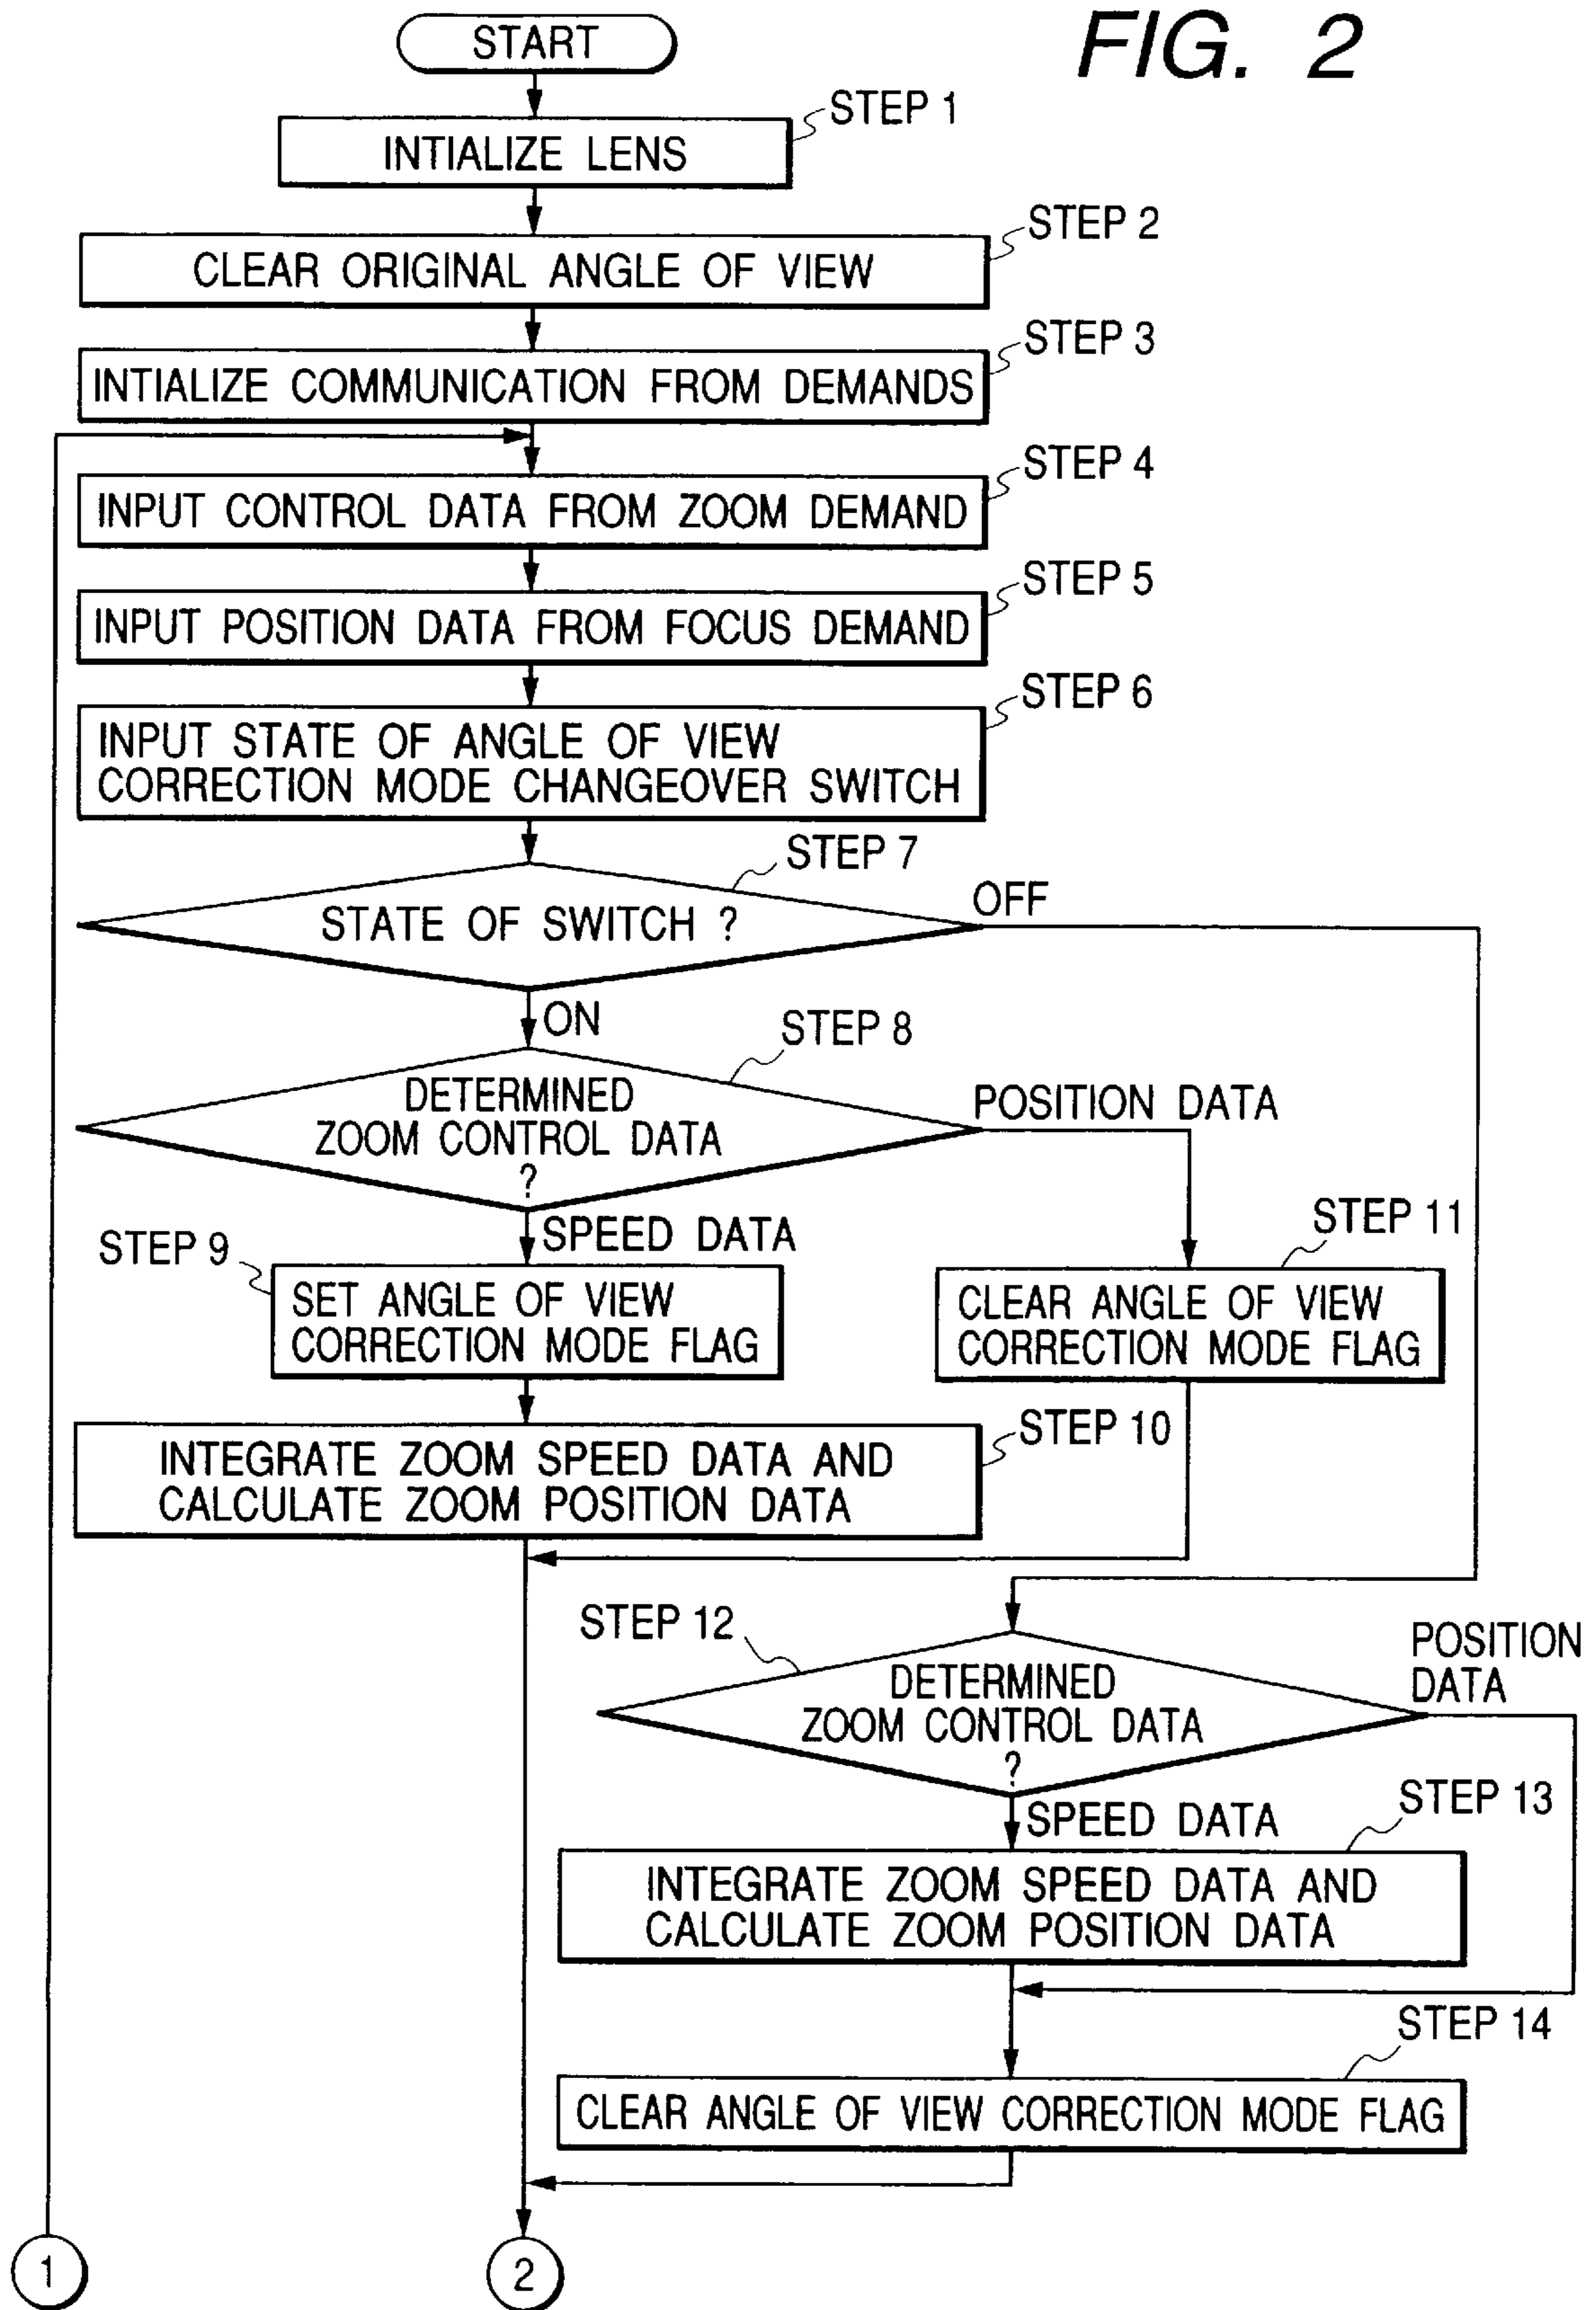 FIG. 2
START
STEP 1
INTIALIZE LENS
STEP 2
CLEAR ORIGINAL ANGLE OF VIEW
STEP 3
INTIALIZE COMMUNICATION FROM DEMANDS
STEP 4
INPUT CONTROL DATA FROM ZOOM DEMAND
STEP 5
INPUT POSITION DATA FROM FOCUS DEMAND
STEP 6
INPUT STATE OF ANGLE OF VIEW
CORRECTION MODE CHANGEOVER SWITCH
STEP 7
STATE OF SWITCH ?
OFF
ON
STEP 8
DETERMINED
ZOOM CONTROL DATA
?
POSITION DATA
SPEED DATA
STEP 9
SET ANGLE OF VIEW
CORRECTION MODE FLAG
STEP 11
CLEAR ANGLE OF VIEW
CORRECTION MODE FLAG
STEP 10
INTEGRATE ZOOM SPEED DATA AND
CALCULATE ZOOM POSITION DATA
STEP 12
DETERMINED
ZOOM CONTROL DATA
?
POSITION
DATA
SPEED DATA
STEP 13
INTEGRATE ZOOM SPEED DATA AND
CALCULATE ZOOM POSITION DATA
STEP 14
CLEAR ANGLE OF VIEW CORRECTION MODE FLAG
1
2